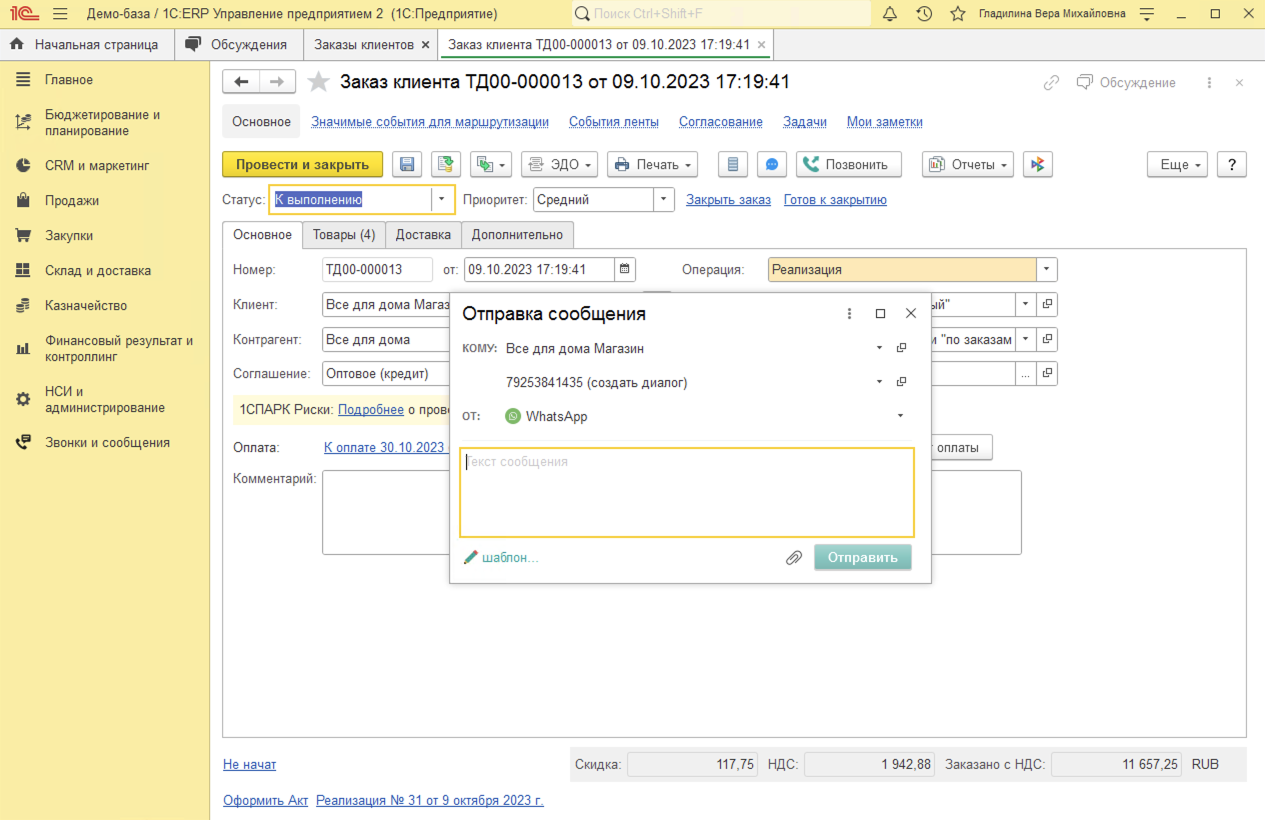 1С Демо-база / 1С:ERP Управление предприятием 2 (1С:Предприятие) Поиск Ctrl+Shift+F Гладилина Вера Михайловна
Начальная страница Обсуждения Заказы клиентов × Заказ клиента ТД00-000013 от 09.10.2023 17:19:41 ×
Главное
Бюджетирование и
планирование
CRM и маркетинг
Продажи
Закупки
Склад и доставка
Казначейство
Финансовый результат и
контроллинг
НСИ и
администрирование
Звонки и сообщения
Заказ клиента ТД00-000013 от 09.10.2023 17:19:41 Обсуждение
Основное Значимые события для маршрутизации События ленты Согласование Задачи Мои заметки
Провести и закрыть ЭДО Печать Позвонить Отчеты Еще ?
Статус: К выполнению Приоритет: Средний Закрыть заказ Готов к закрытию
Основное Товары (4) Доставка Дополнительно
Номер: ТД00-000013 от: 09.10.2023 17:19:41 Операция: Реализация
Клиент: Все для дома Мага ый"
Контрагент: Все для дома и "по заказам
Соглашение: Оптовое (кредит) ...
1СПАРК Риски: Подробнее о пров
Оплата: К оплате 30.10.2023 оплаты
Комментарий:
Отправка сообщения
КОМУ: Все для дома Магазин
79253841435 (создать диалог)
ОТ: WhatsApp
Текст сообщения
шаблон...
Отправить
Не начат Скидка: 117,75 НДС: 1 942,88 Заказано с НДС: 11 657,25 RUB
Оформить Акт Реализация № 31 от 9 октября 2023 г.